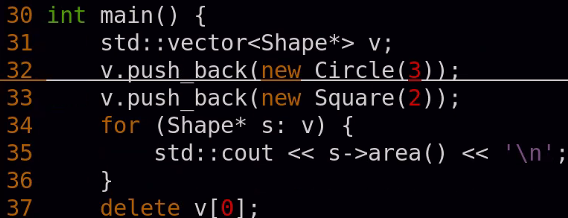 30 int main() {
31     std::vector<Shape*> v;
32     v.push_back(new Circle(3));
33     v.push_back(new Square(2));
34     for (Shape* s: v) {
35         std::cout << s->area() << '\n';
36     }
37     delete v[0];